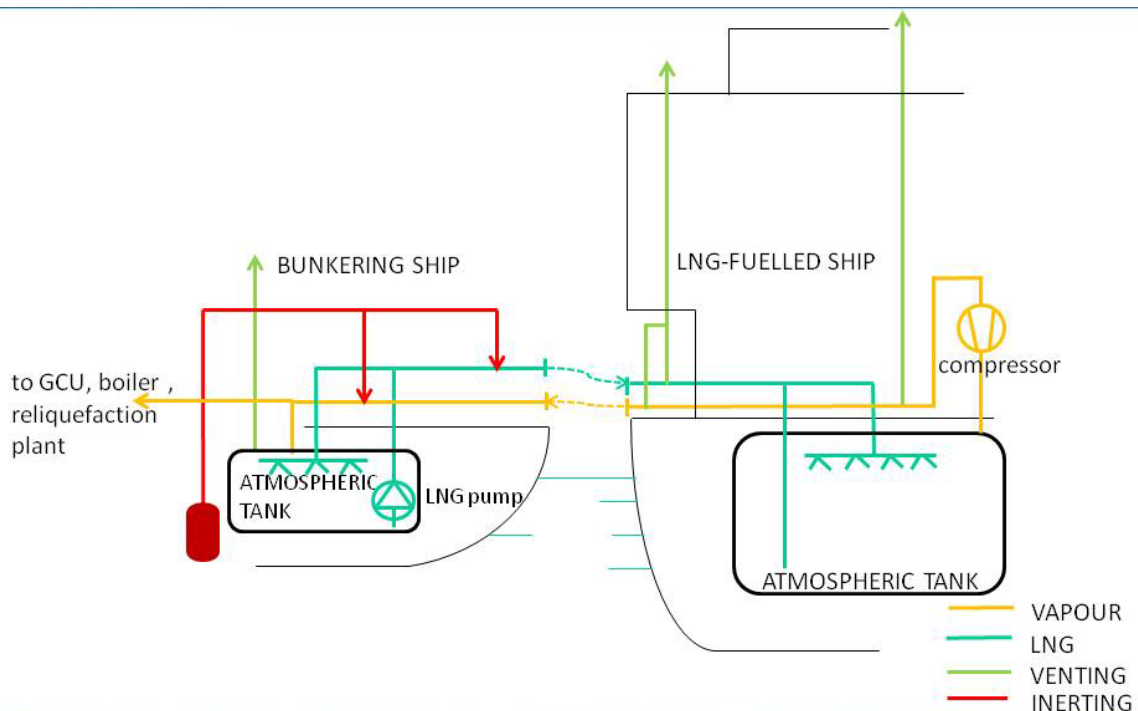 BUNKERING SHIP
LNG-FUELLED SHIP
compressor
to GCU, boiler ,
reliquefaction
plant
ATMOSPHERIC
TANK
LNG pump
ATMOSPHERIC TANK
VAPOUR
LNG
VENTING
INERTING